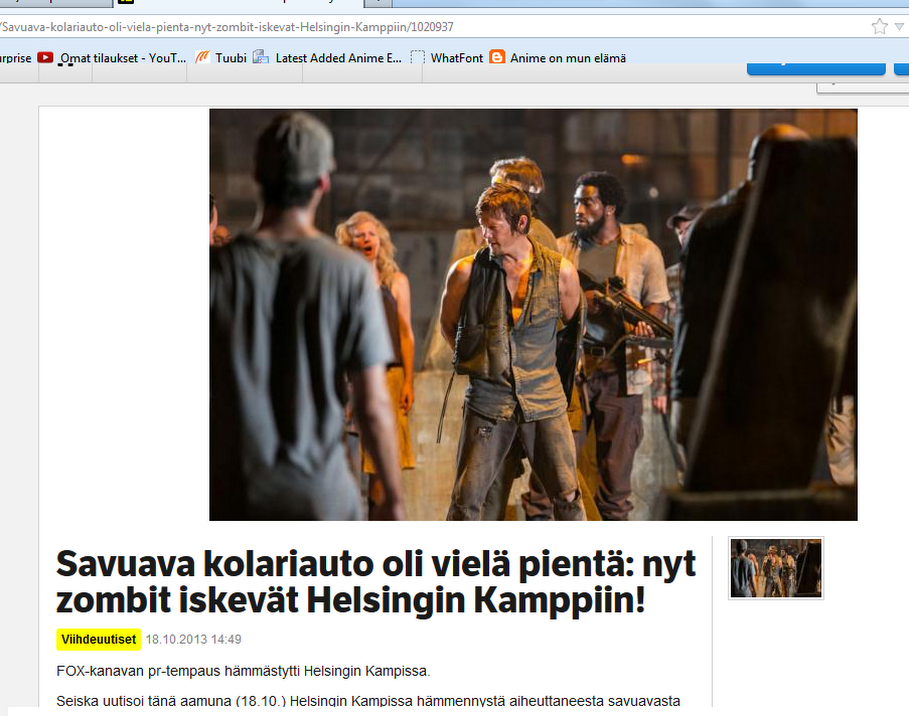 /Savuava-kolariauto-oli-viela-pienta-nyt-zombit-iskevat-Helsingin-Kamppiin/1020937
rprise Omat tilaukset - YouT... Tuubi Latest Added Anime E... WhatFont Anime on mun elämä
Savuava kolariauto oli vielä pientä: nyt
zombit iskevät Helsingin Kamppiin!
Viihdeuutiset 18.10.2013 14:49
FOX-kanavan pr-tempaus hämmästytti Helsingin Kampissa.
Seiska uutisoi tänä aamuna (18.10.) Helsingin Kampissa hämmennystä aiheuttaneesta savuavasta